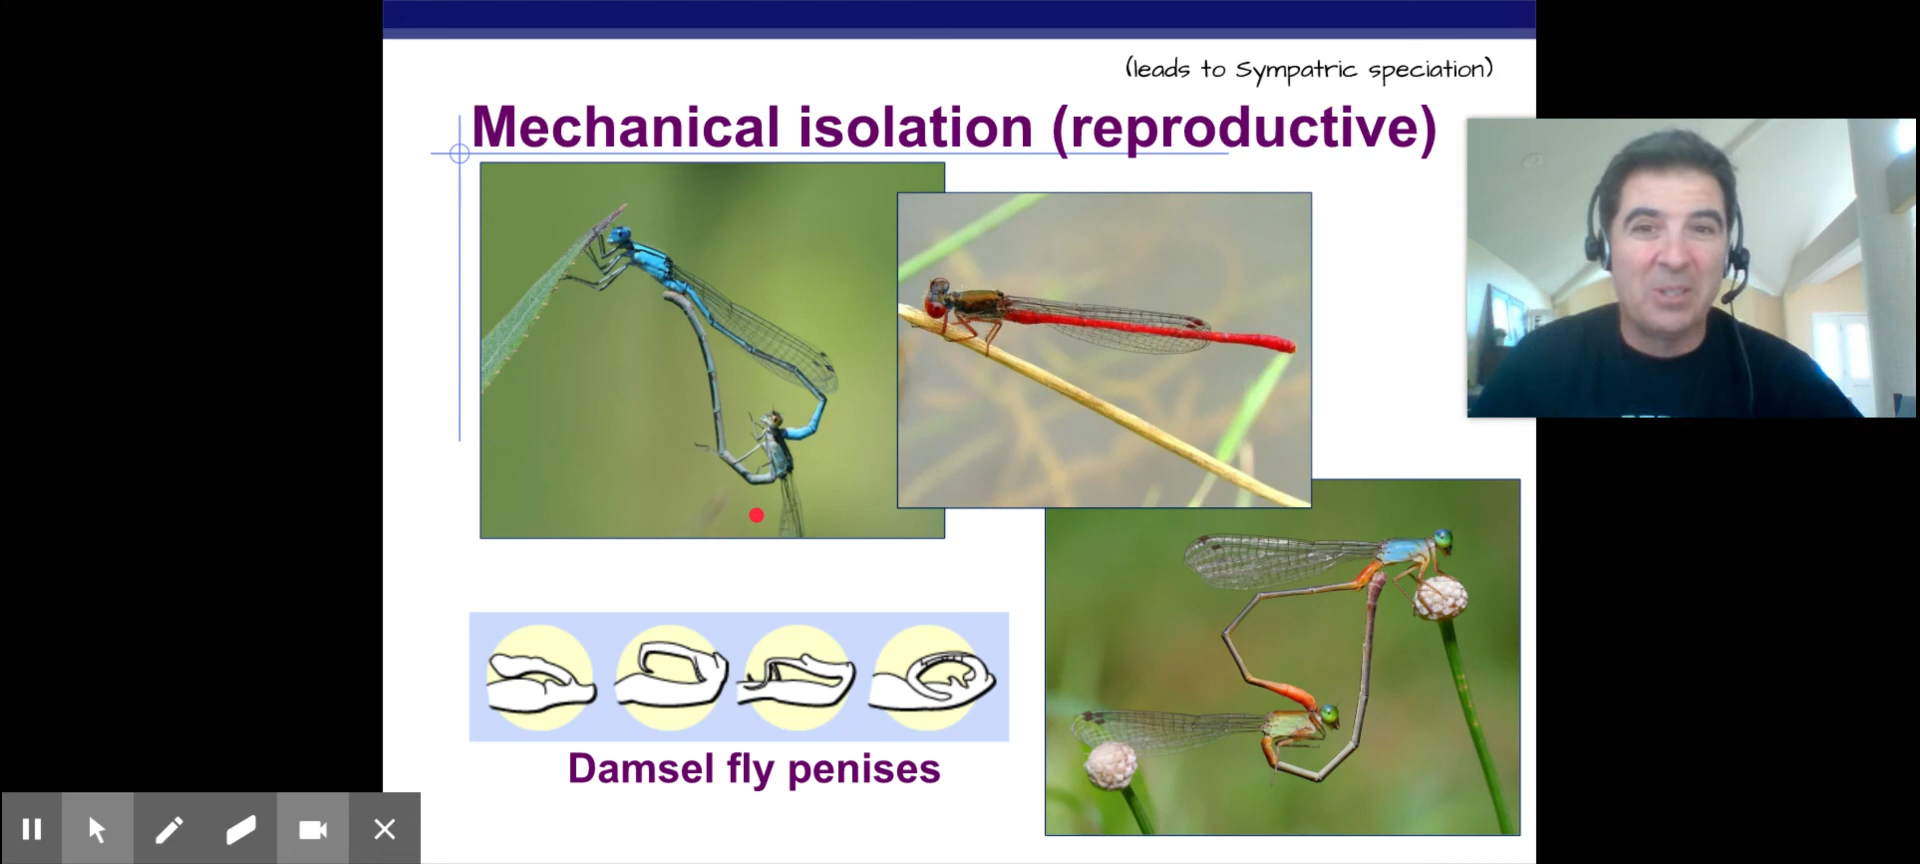 (leads to Sympatric speciation)
Mechanical isolation (reproductive)
Damsel fly penises